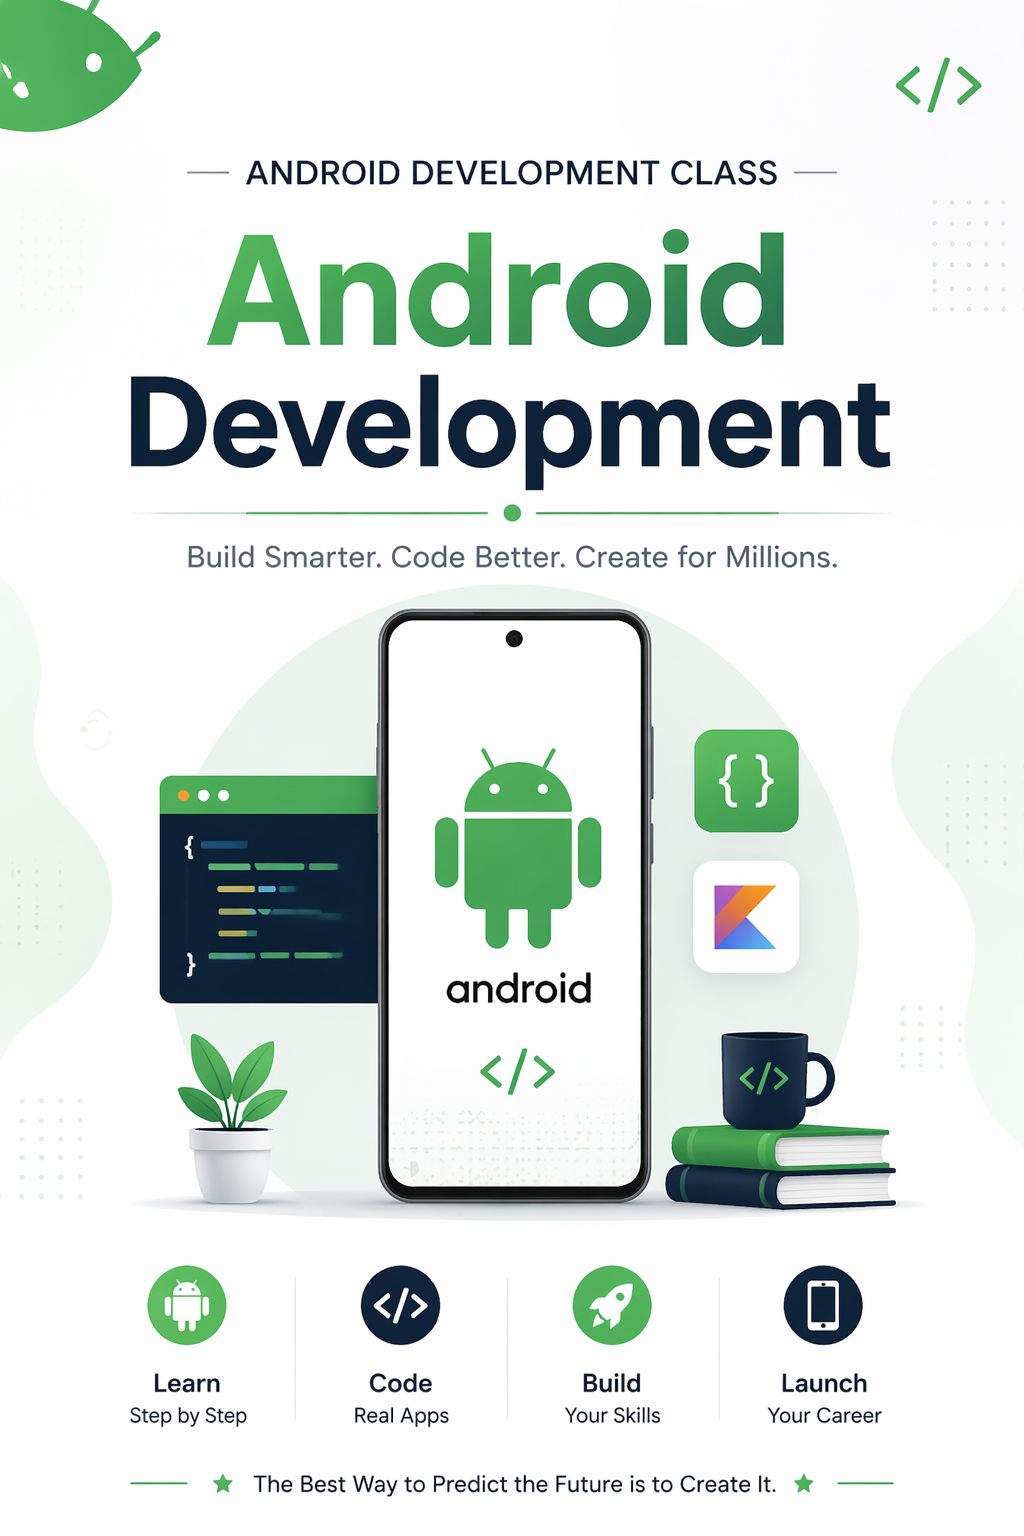 </>
ANDROID DEVELOPMENT CLASS
Android
Development
Build Smarter. Code Better. Create for Millions.
{ }
{
}
android
</>
</>
</>
Learn
Step by Step
Code
Real Apps
Build
Your Skills
Launch
Your Career
The Best Way to Predict the Future is to Create It.